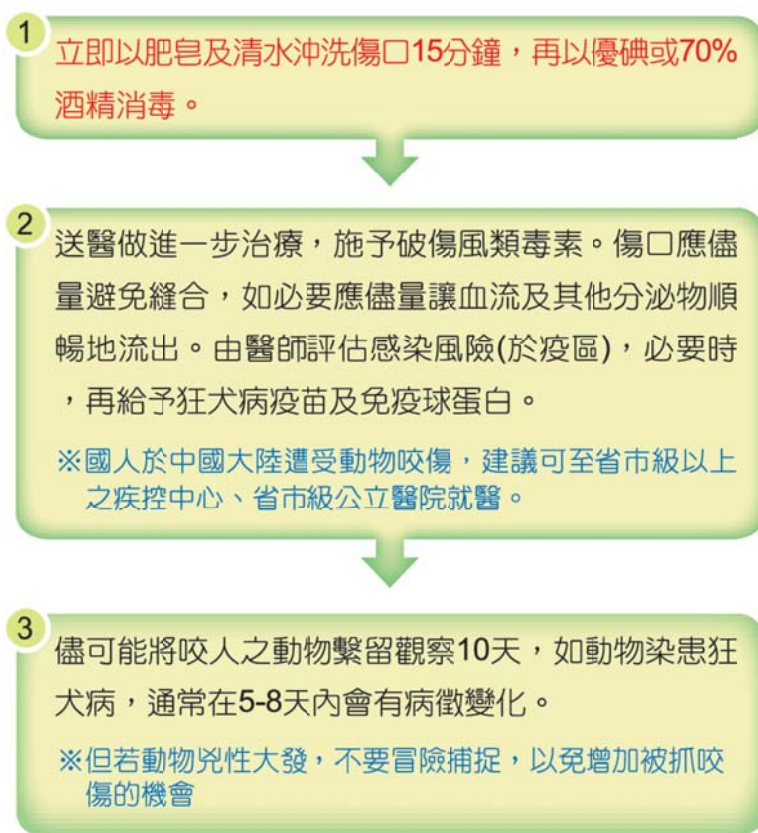 1
立即以肥皂及清水沖洗傷口15分鐘，再以優碘或70%
酒精消毒。
2
送醫做進一步治療，施予破傷風類毒素。傷口應儘
量避免縫合，如必要應儘量讓血流及其他分泌物順
暢地流出。由醫師評估感染風險(於疫區)，必要時
，再給予狂犬病疫苗及免疫球蛋白。
※國人於中國大陸遭受動物咬傷，建議可至省市級以上
之疾控中心、省市級公立醫院就醫。
3
儘可能將咬人之動物繫留觀察10天，如動物染患狂
犬病，通常在5-8天內會有病徵變化。
※但若動物兇性大發，不要冒險捕捉，以免增加被抓咬
傷的機會